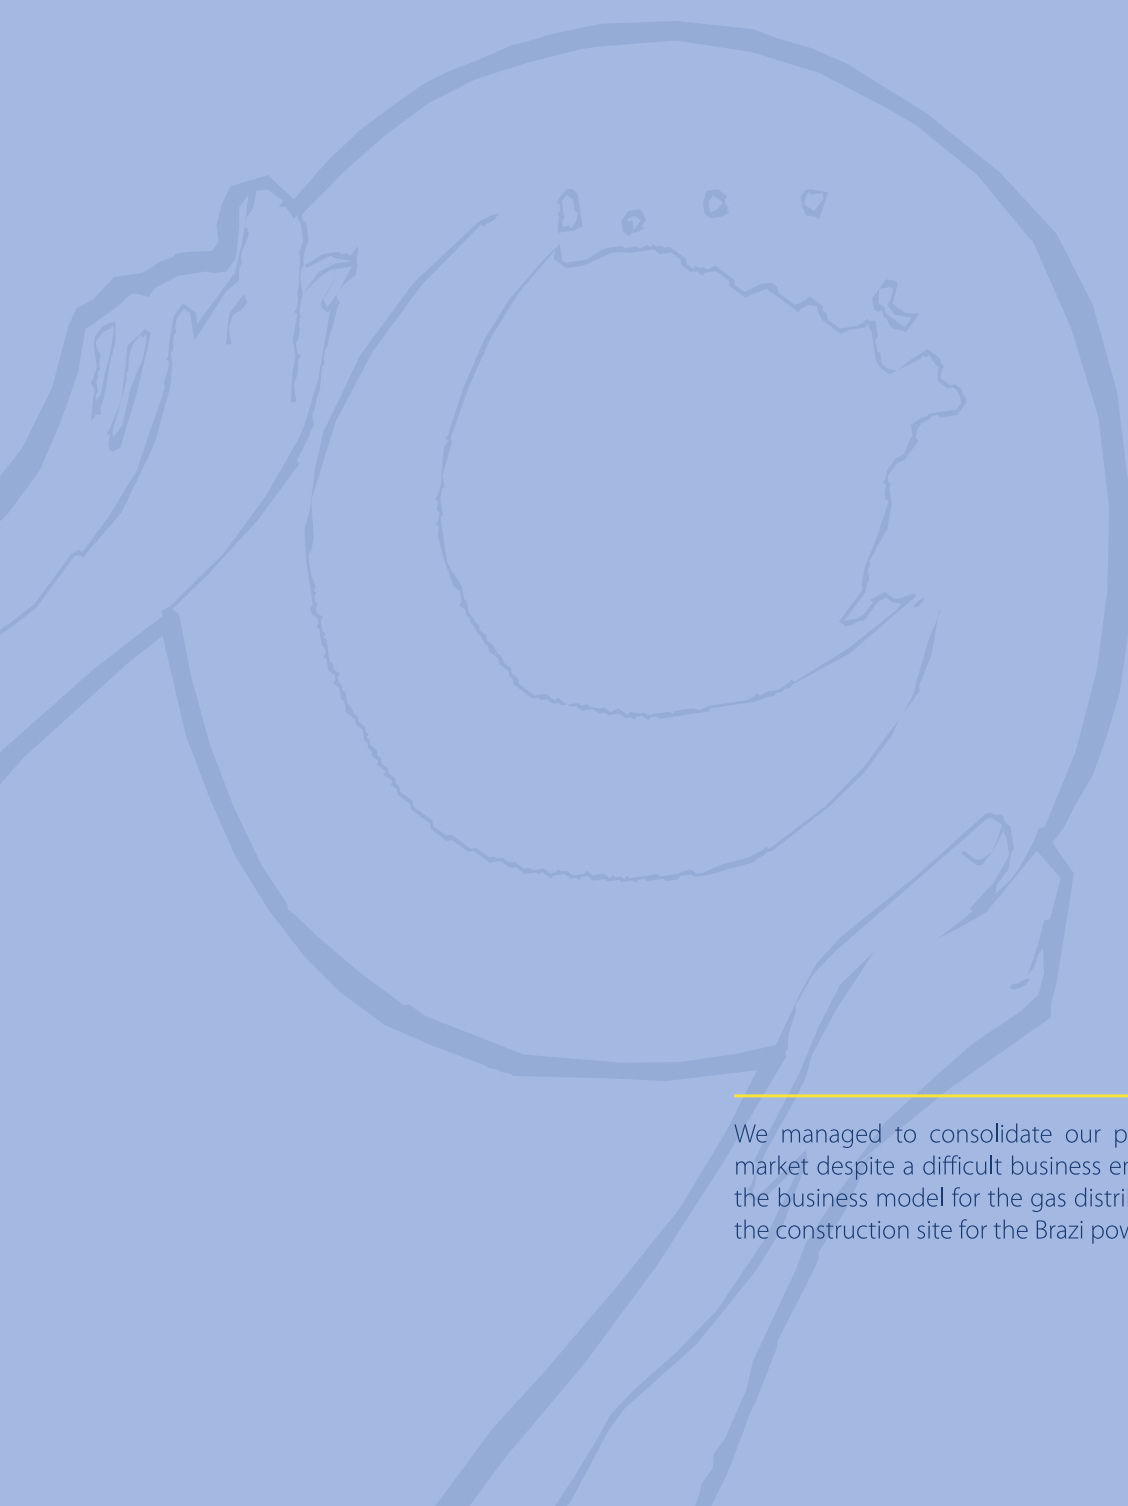 We managed to consolidate our p
market despite a difficult business er
the business model for the gas distri
the construction site for the Brazi pow